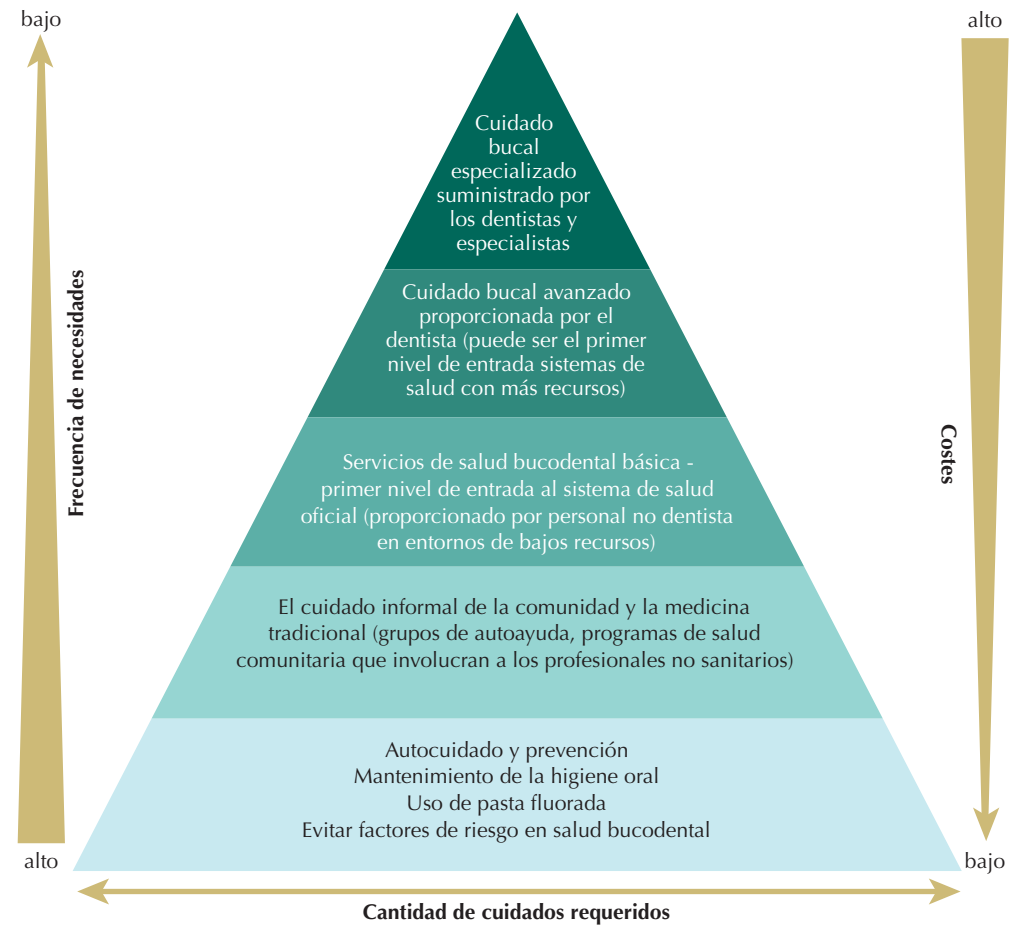 bajo
alto
Cuidado
bucal
especializado
suministrado por
los dentistas y
especialistas
Cuidado bucal avanzado
proporcionada por el
dentista (puede ser el primer
nivel de entrada sistemas de
salud con más recursos)
Frecuencia de necesidades
Costes
Servicios de salud bucodental básica -
primer nivel de entrada al sistema de salud
oficial (proporcionado por personal no dentista
en entornos de bajos recursos)
El cuidado informal de la comunidad y la medicina
tradicional (grupos de autoayuda, programas de salud
comunitaria que involucran a los profesionales no sanitarios)
Autocuidado y prevención
Mantenimiento de la higiene oral
Uso de pasta fluorada
Evitar factores de riesgo en salud bucodental
alto
bajo
Cantidad de cuidados requeridos